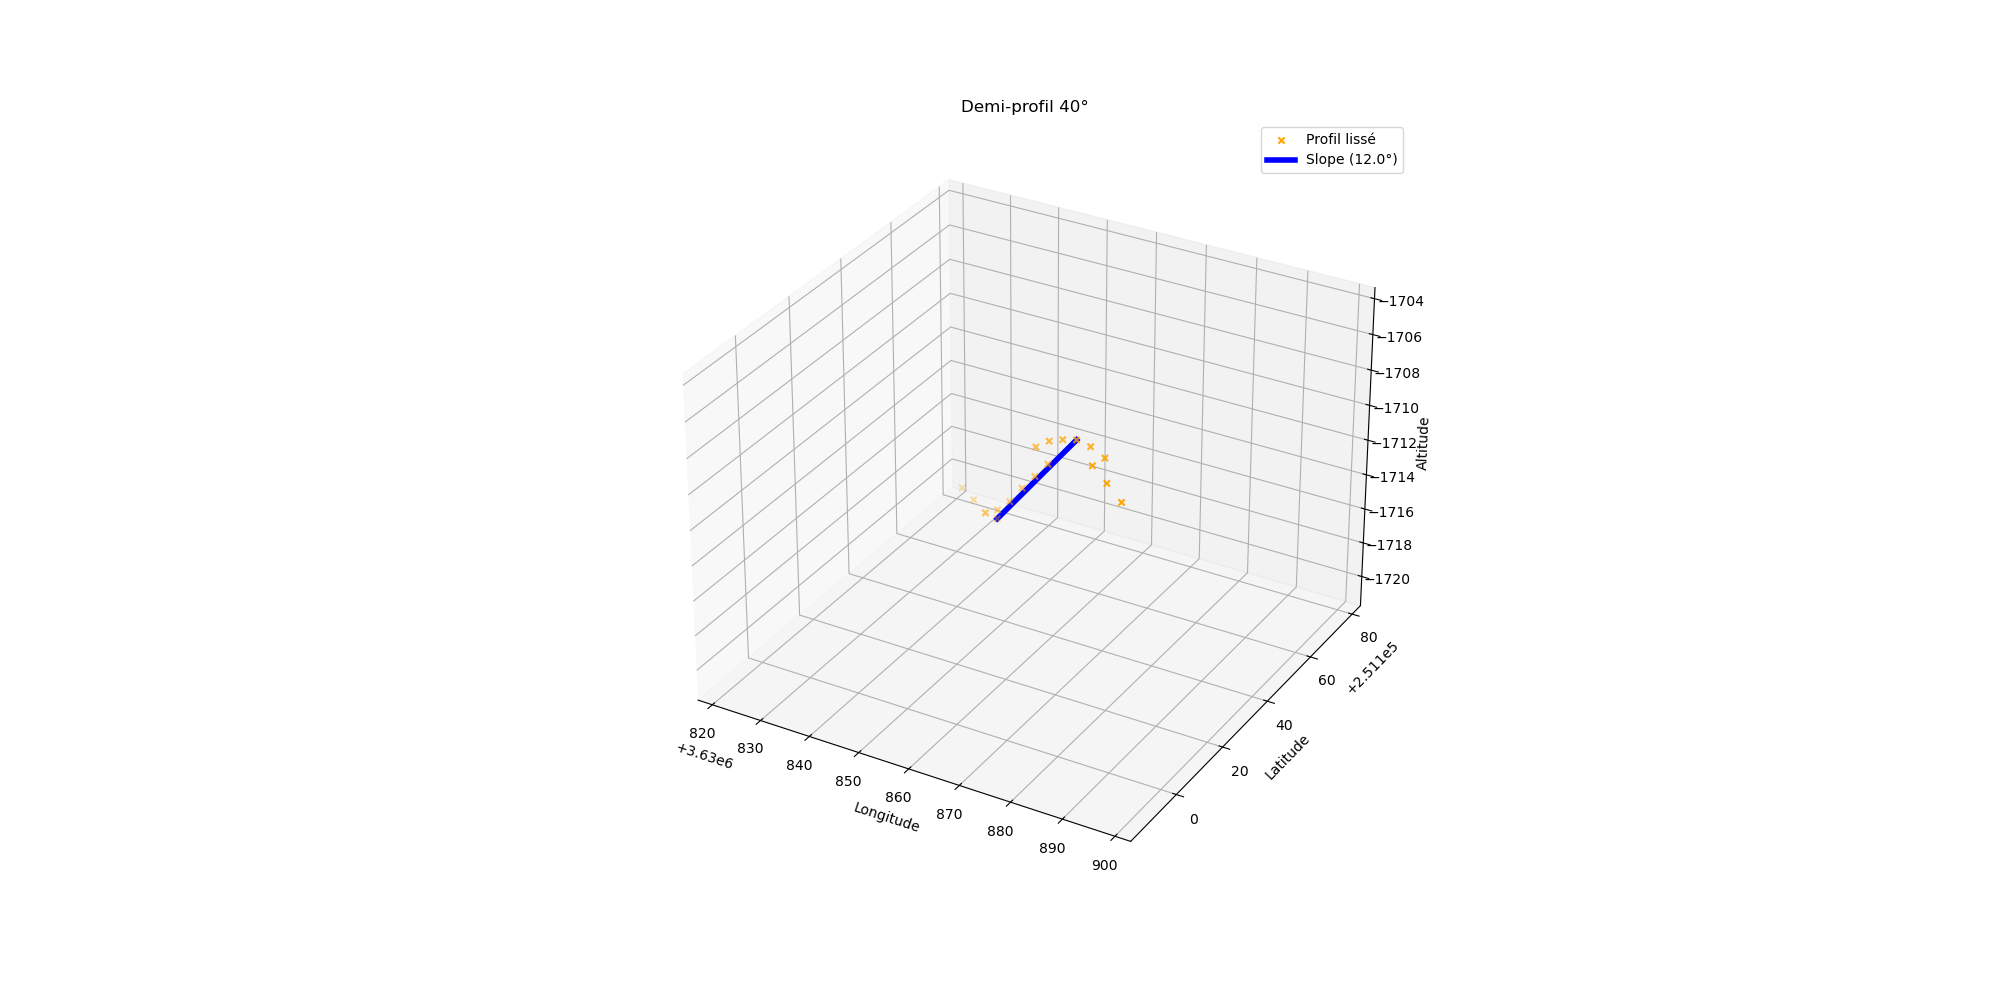 Demi-profil 40°
Profil lissé
Slope (12.0°)
−1704
−1706
−1708
−1710
−1712
−1714
−1716
−1718
−1720
Altitude
80
60
40
20
0
+2.511e5
Latitude
820
830
840
850
860
870
880
890
900
+3.63e6
Longitude